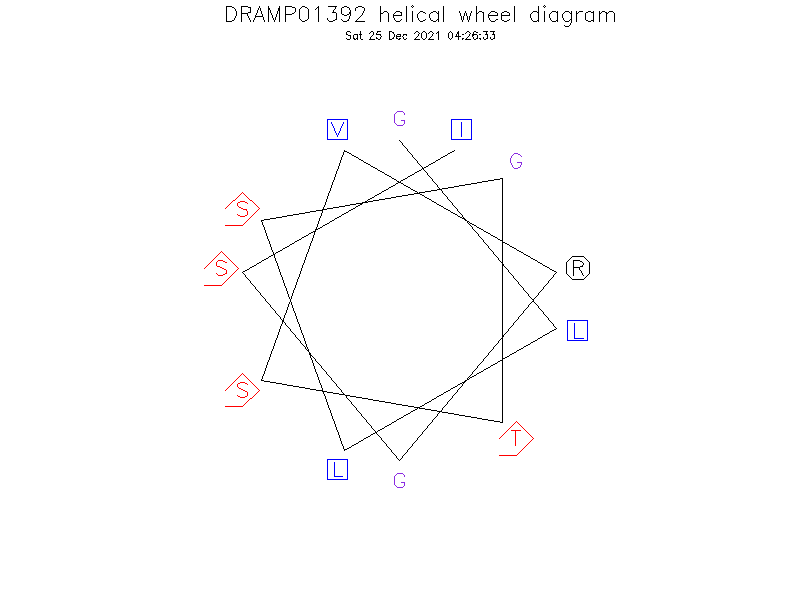 DRAMP01392 helical wheel diagram
Sat 25 Dec 2021 04:26:33
V G I
G
S
S R
L
S
T
L G